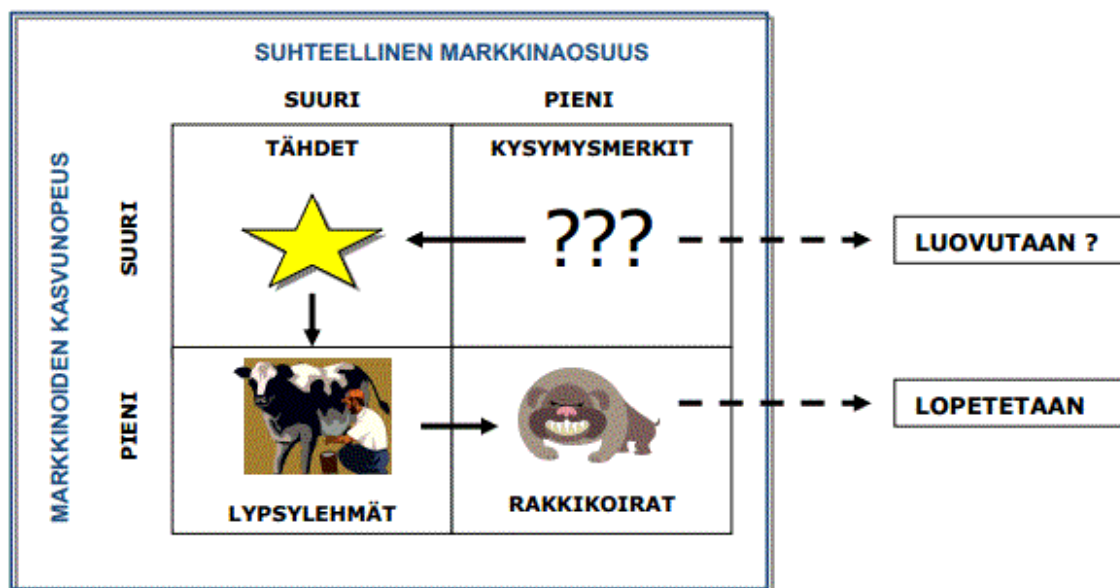 SUHTEELLINEN MARKKINAOSUUS
SUURI
PIENI
MARKKINOIDEN KASVUNOPEUS
SUURI
TÄHDET
KYSYMYSMERKIT
???
LUOVUTAAN ?
PIENI
LYPSYLEHMÄT
RAKKIKOIRAT
LOPETETAAN